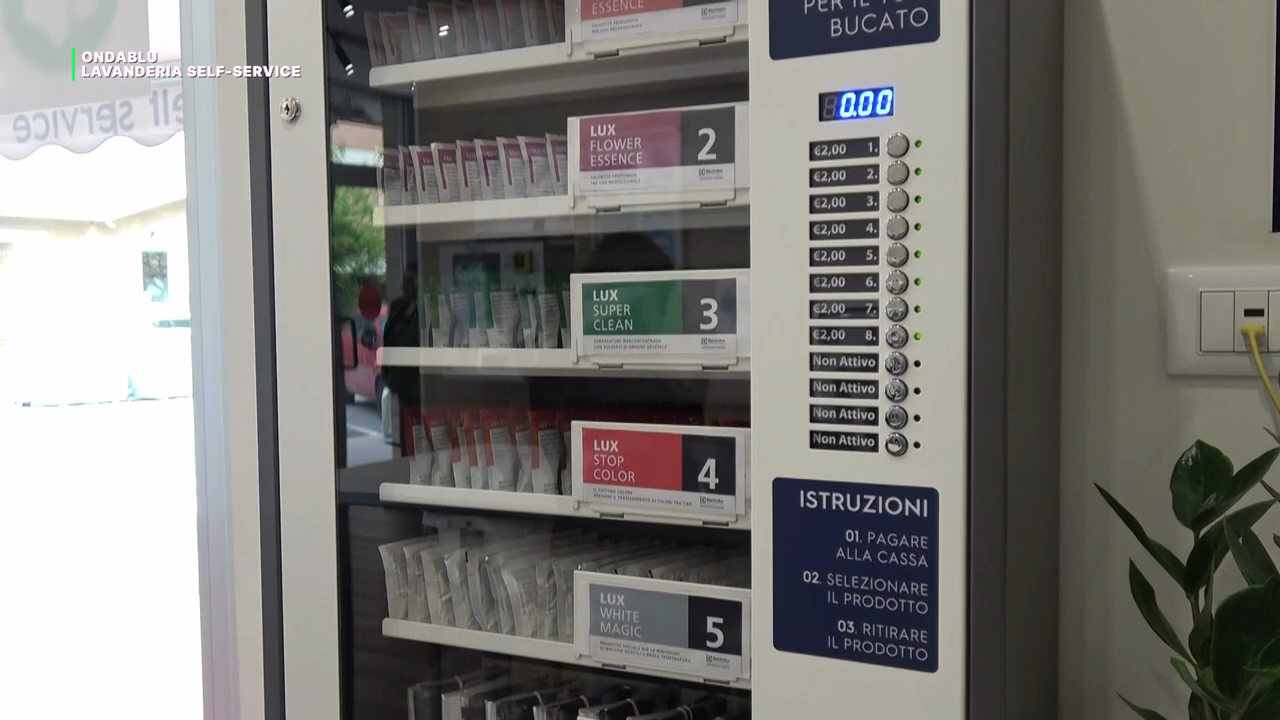 ONDABLU
LAVANDERIA SELF-SERVICE
elf service
ESSENCE
LUX
FLOWER
ESSENCE
2
LUX
SUPER
CLEAN
3
LUX
STOP
COLOR
4
LUX
WHITE
MAGIC
5
PER IL
BUCATO
0.00
€2,00 1.
€2,00 2.
€2,00 3.
€2,00 4.
€2,00 5.
€2,00 6.
€2,00 7.
€2,00 8.
Non Attivo
Non Attivo
Non Attivo
Non Attivo
ISTRUZIONI
01. PAGARE
ALLA CASSA
02. SELEZIONARE
IL PRODOTTO
03. RITIRARE
IL PRODOTTO